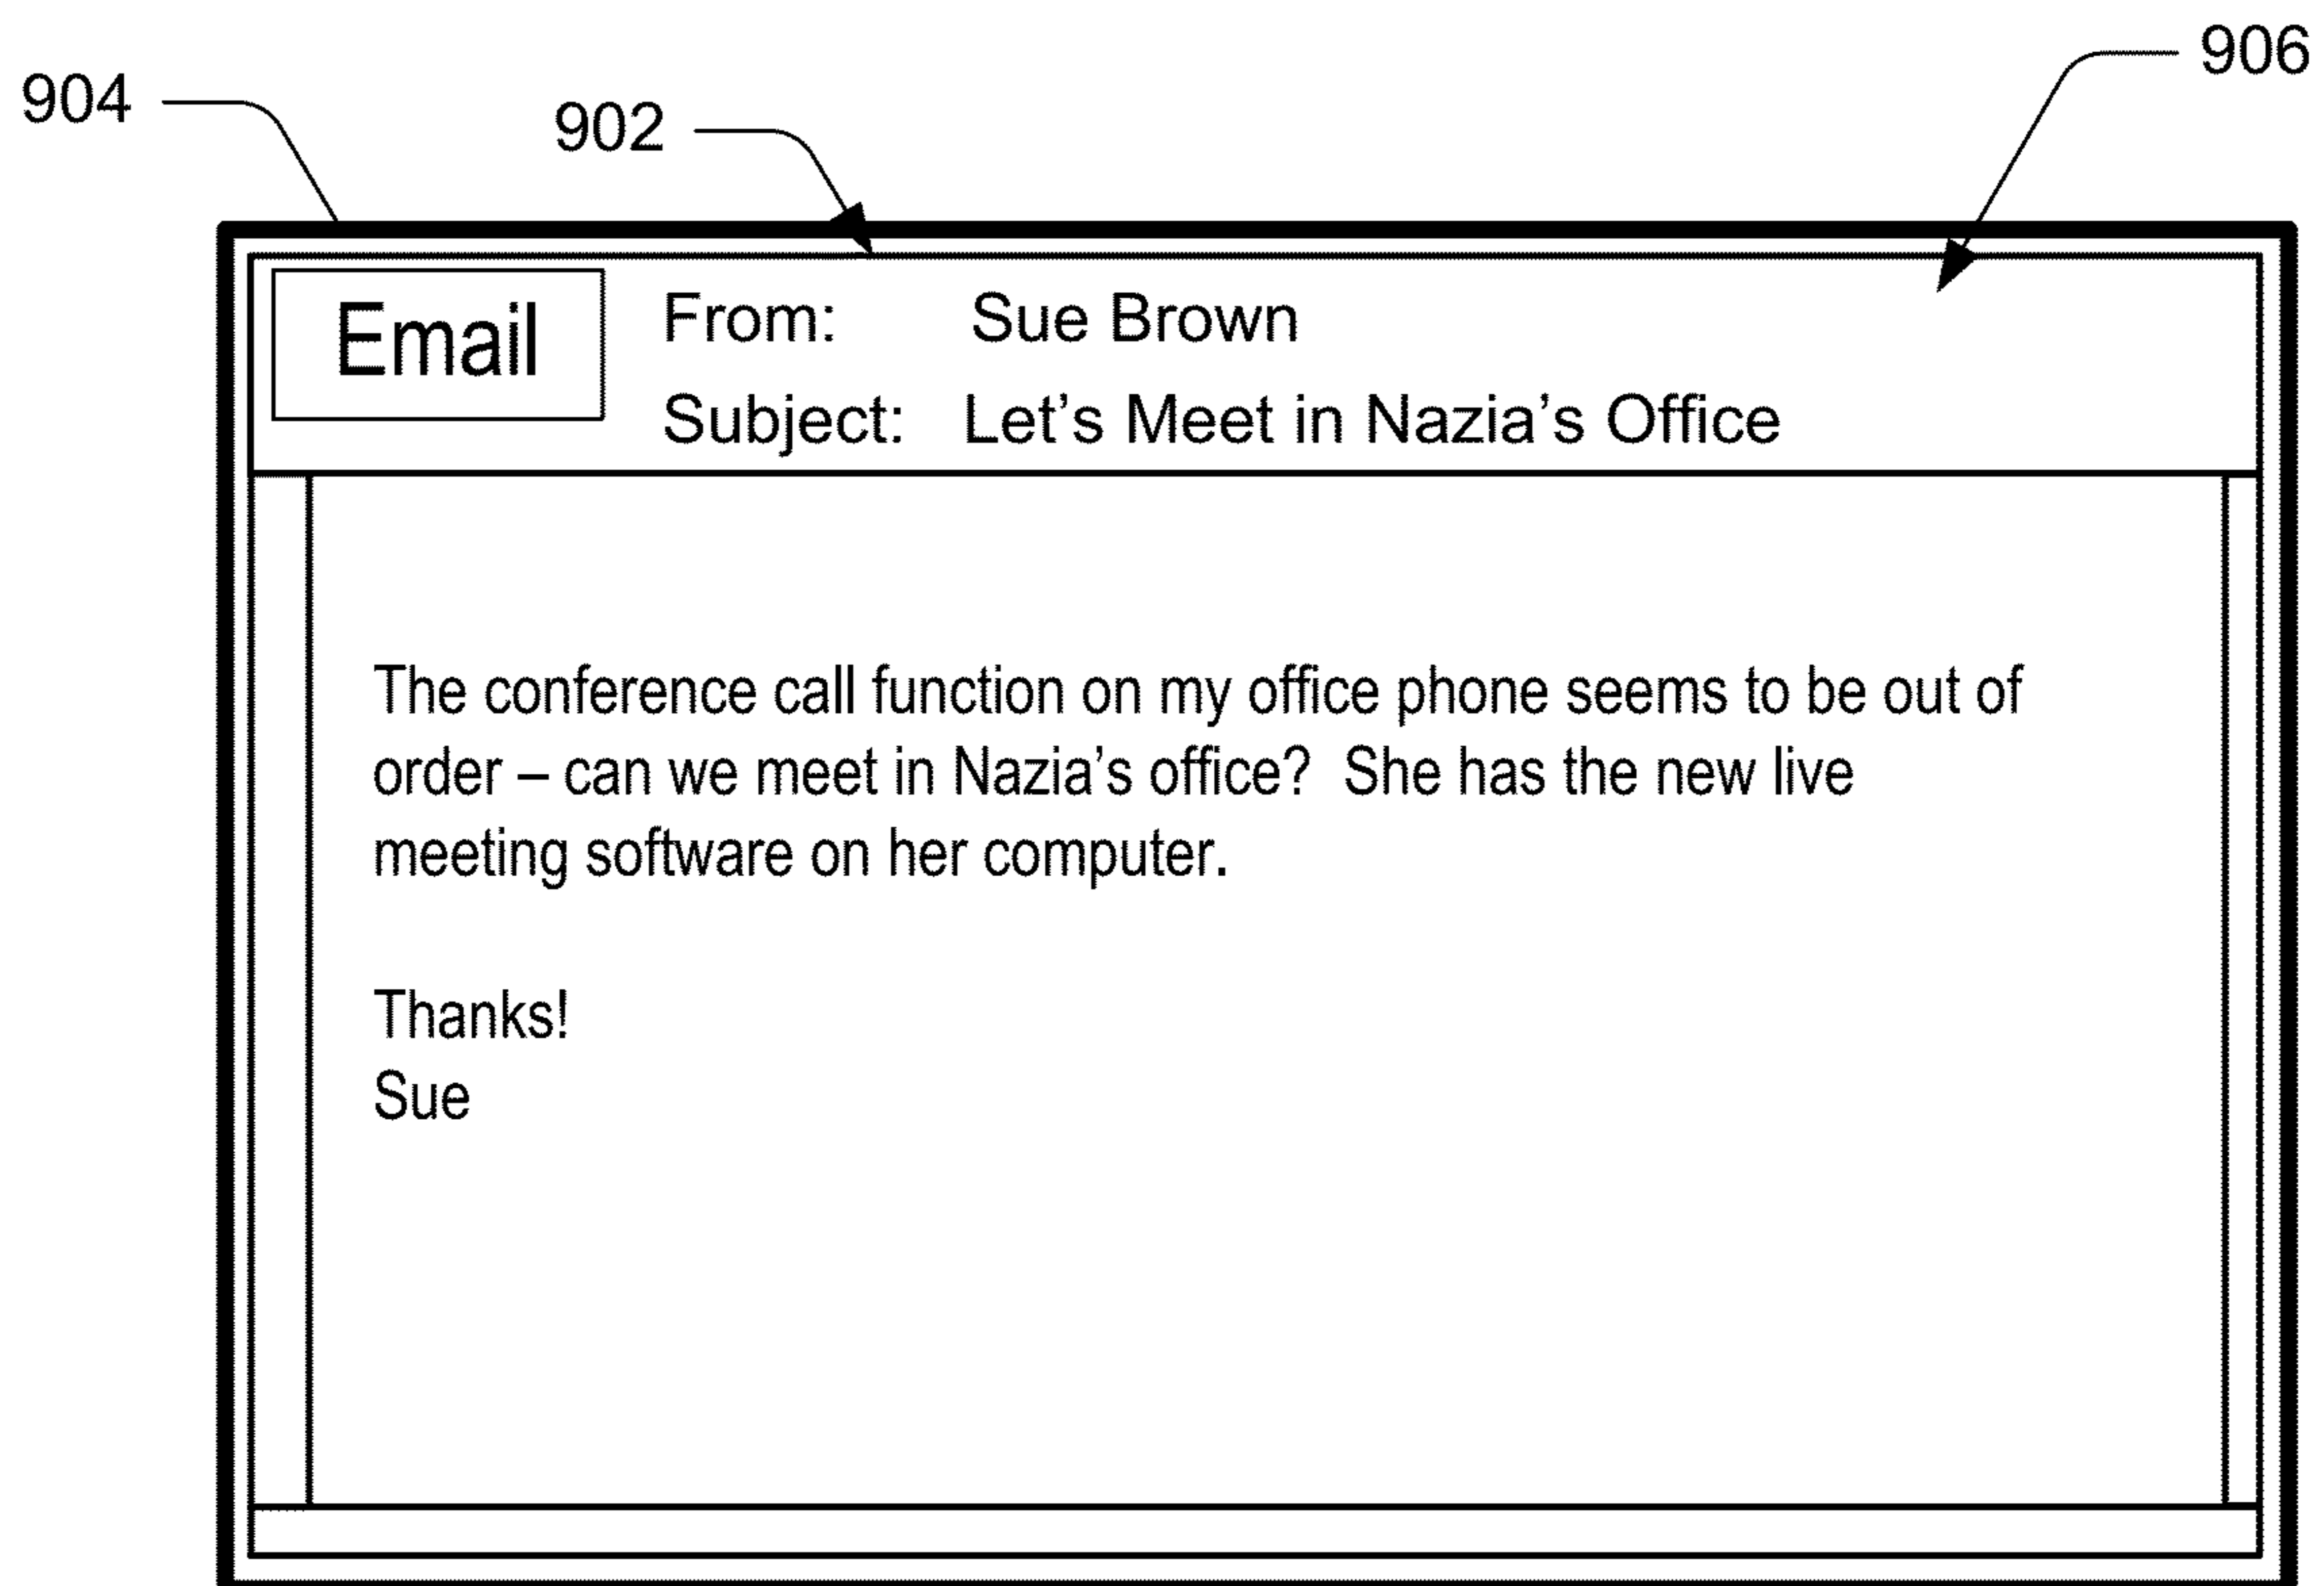 906
904
902
Email
From: Sue Brown
Subject: Let’s Meet in Nazia’s Office
The conference call function on my office phone seems to be out of
order – can we meet in Nazia’s office?  She has the new live
meeting software on her computer.
Thanks!
Sue